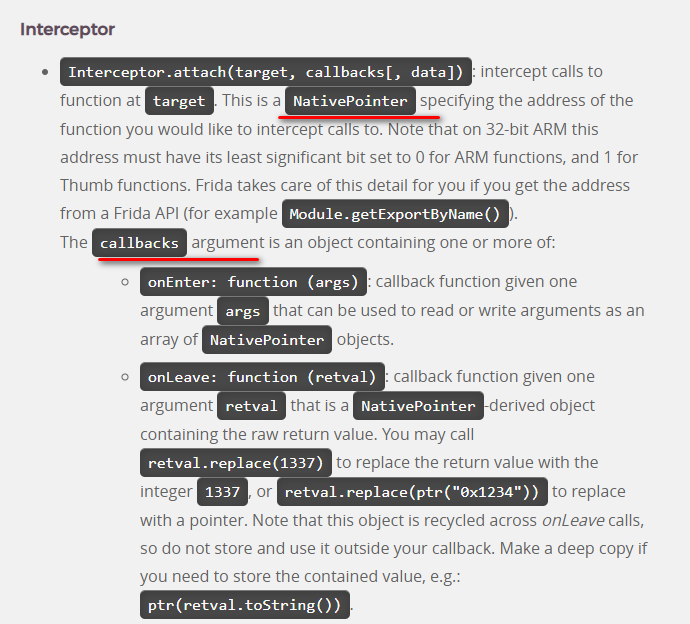 Interceptor
Interceptor.attach(target, callbacks[, data]): intercept calls to
function at target. This is a NativePointer specifying the address of the
function you would like to intercept calls to. Note that on 32-bit ARM this
address must have its least significant bit set to 0 for ARM functions, and 1 for
Thumb functions. Frida takes care of this detail for you if you get the address
from a Frida API (for example Module.getExportByName()).
The callbacks argument is an object containing one or more of:
onEnter: function (args): callback function given one
argument args that can be used to read or write arguments as an
array of NativePointer objects.
onLeave: function (retval): callback function given one
argument retval that is a NativePointer-derived object
containing the raw return value. You may call
retval.replace(1337) to replace the return value with the
integer 1337, or retval.replace(ptr("0x1234")) to replace
with a pointer. Note that this object is recycled across onLeave calls,
so do not store and use it outside your callback. Make a deep copy if
you need to store the contained value, e.g.:
ptr(retval.toString()).